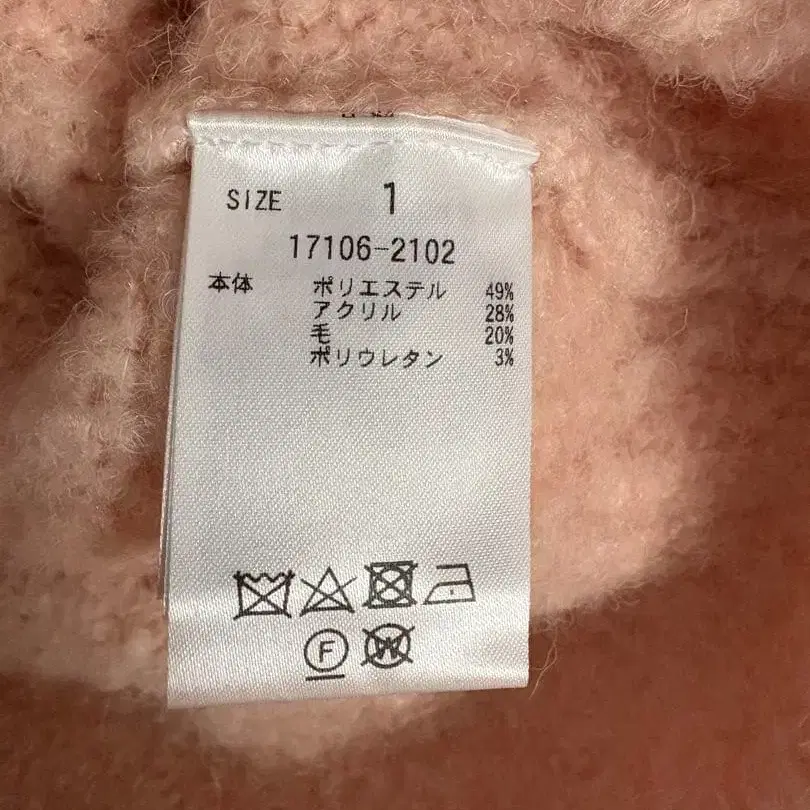 SIZE 1
17106-2102
本体 ポリエステル 49%
アクリル 28%
毛 20%
ポリウレタン 3%
F
W